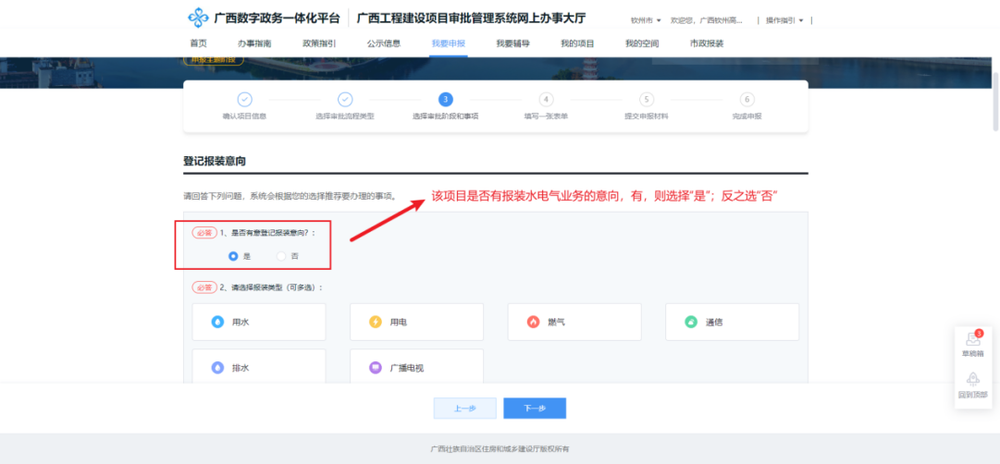 广西数字政务一体化平台 广西工程建设项目审批管理系统网上办事大厅 钦州市 欢迎您，广西钦州高... 操作指引
首页 办事指南 政策指引 公示信息 我要申报 我要辅导 我的项目 我的空间 市政报装
3
确认项目信息 选择审批流程类型 选择审批阶段和事项 填写一张表单 提交申报材料 完成申报
4 5 6
登记报装意向
请回答下列问题，系统会根据您的选择推荐要办理的事项。
该项目是否有报装水电气业务的意向，有，则选择“是”；反之选“否”
必答 1、是否有意登记报装意向？：
是 否
必答 2、请选择报装类型（可多选）：
用水 用电 燃气 通信
排水 广播电视
3
草稿箱
回到顶部
上一步 下一步
广西壮族自治区住房和城乡建设厅版权所有